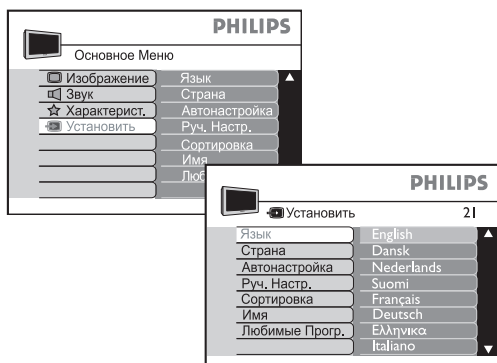 PHILIPS
Основное Меню
Изображение Язык
Звук Страна
Характерист. Автонастройка
Установить Руч. Настр.
Сортировка
Имя
Люб
PHILIPS
Установить 21
Язык English
Страна Dansk
Автонастройка Nederlands
Руч. Настр. Suomi
Сортировка Français
Имя Deutsch
Любимые Прогр. Ελληνικα
Italiano